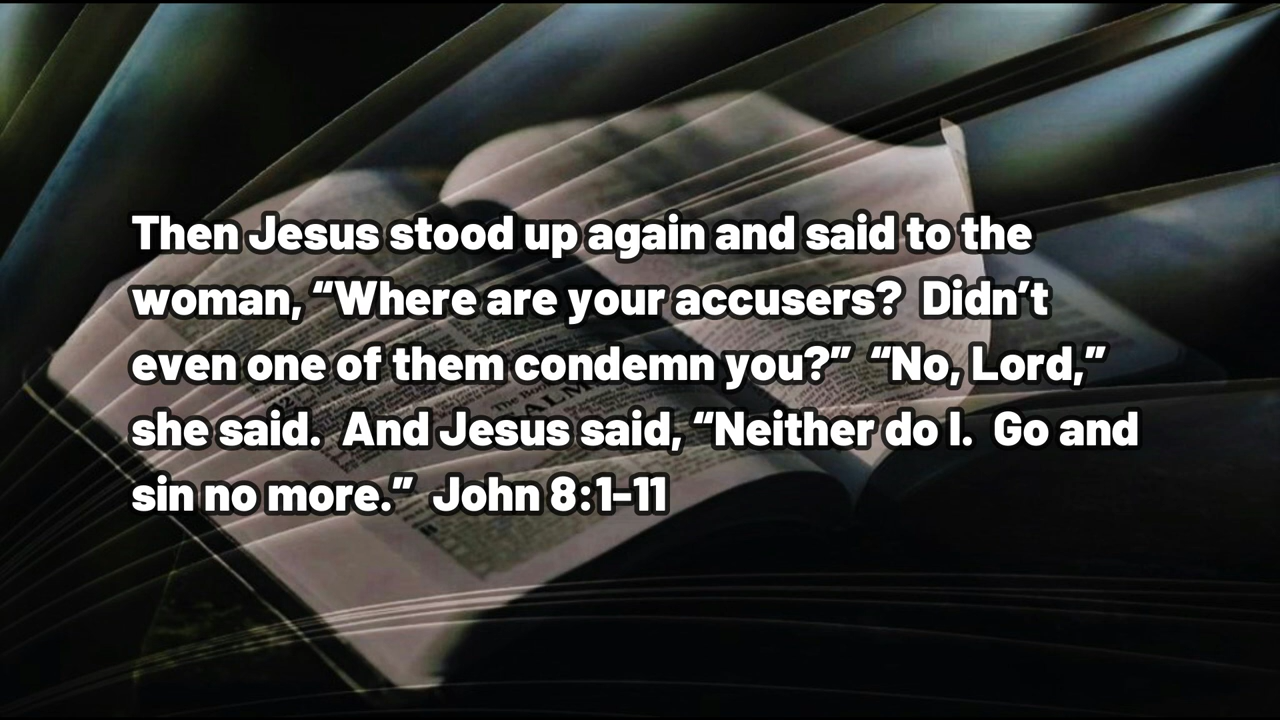 Then Jesus stood up again and said to the
woman, “Where are your accusers?  Didn’t
even one of them condemn you?”  “No, Lord,”
she said.  And Jesus said, “Neither do I.  Go and
sin no more.”  John 8:1-11